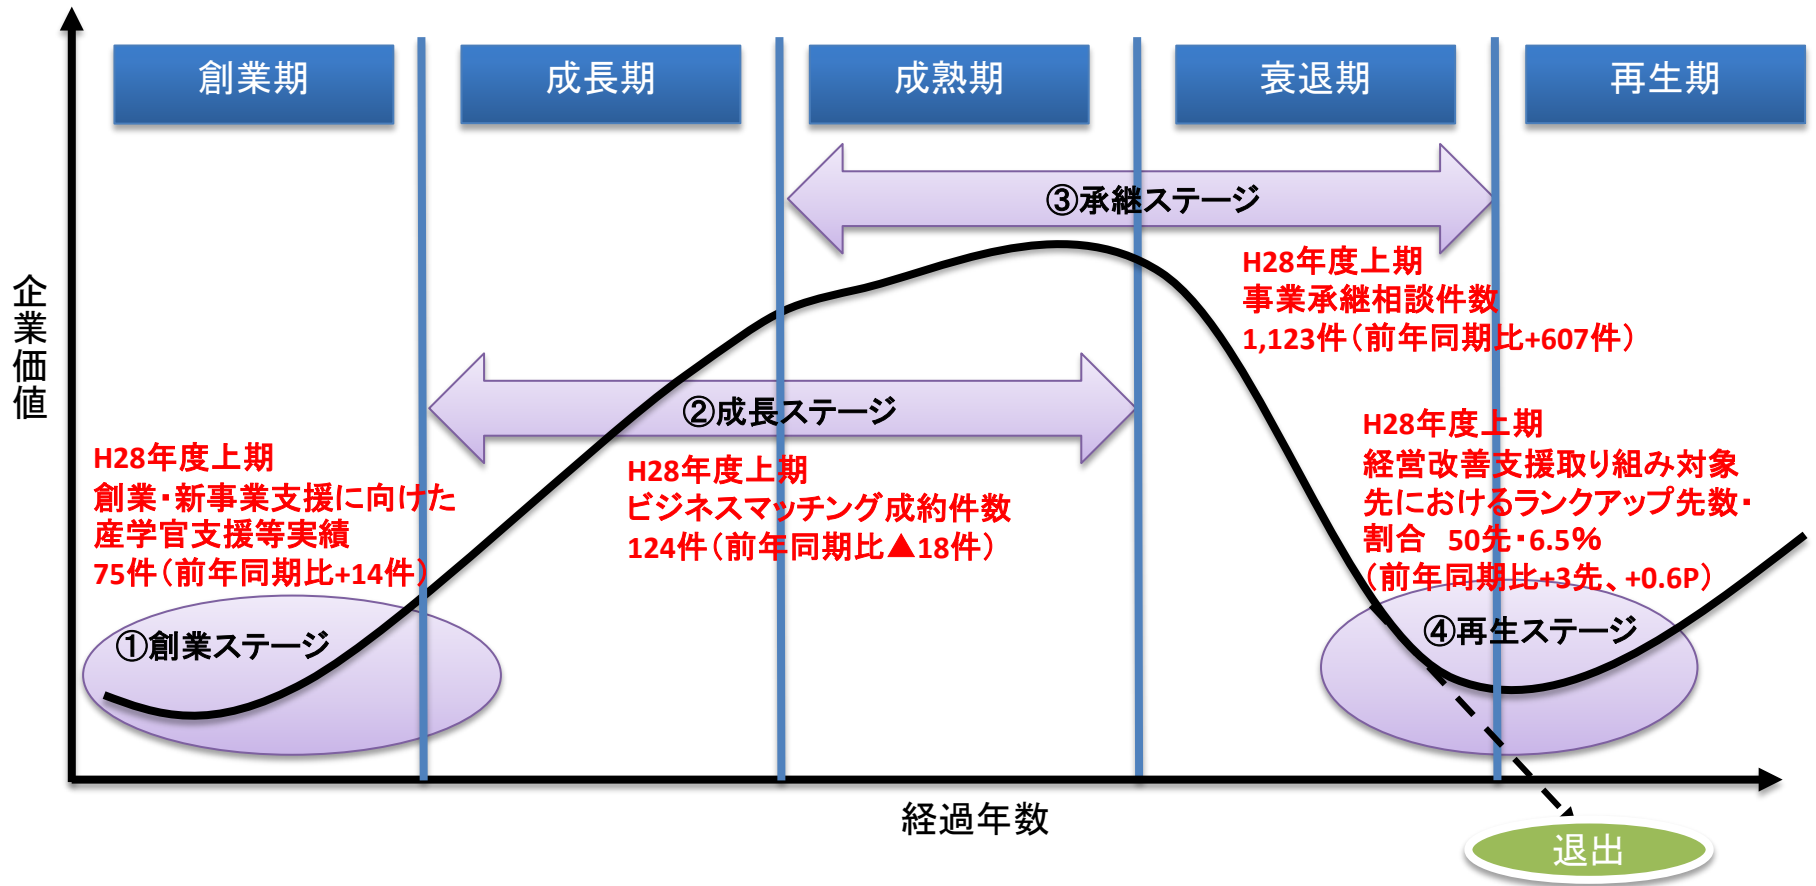 創業期
成長期
成熟期
衰退期
再生期
③承継ステージ
H28年度上期
事業承継相談件数
1,123件（前年同期比+607件）
企業価値
②成長ステージ
H28年度上期
ビジネスマッチング成約件数
124件（前年同期比▲18件）
H28年度上期
創業・新事業支援に向けた
産学官支援等実績
75件（前年同期比+14件）
①創業ステージ
H28年度上期
経営改善支援取り組み対象
先におけるランクアップ先数・
割合　50先・6.5%
（前年同期比+3先、+0.6P）
④再生ステージ
経過年数
退出